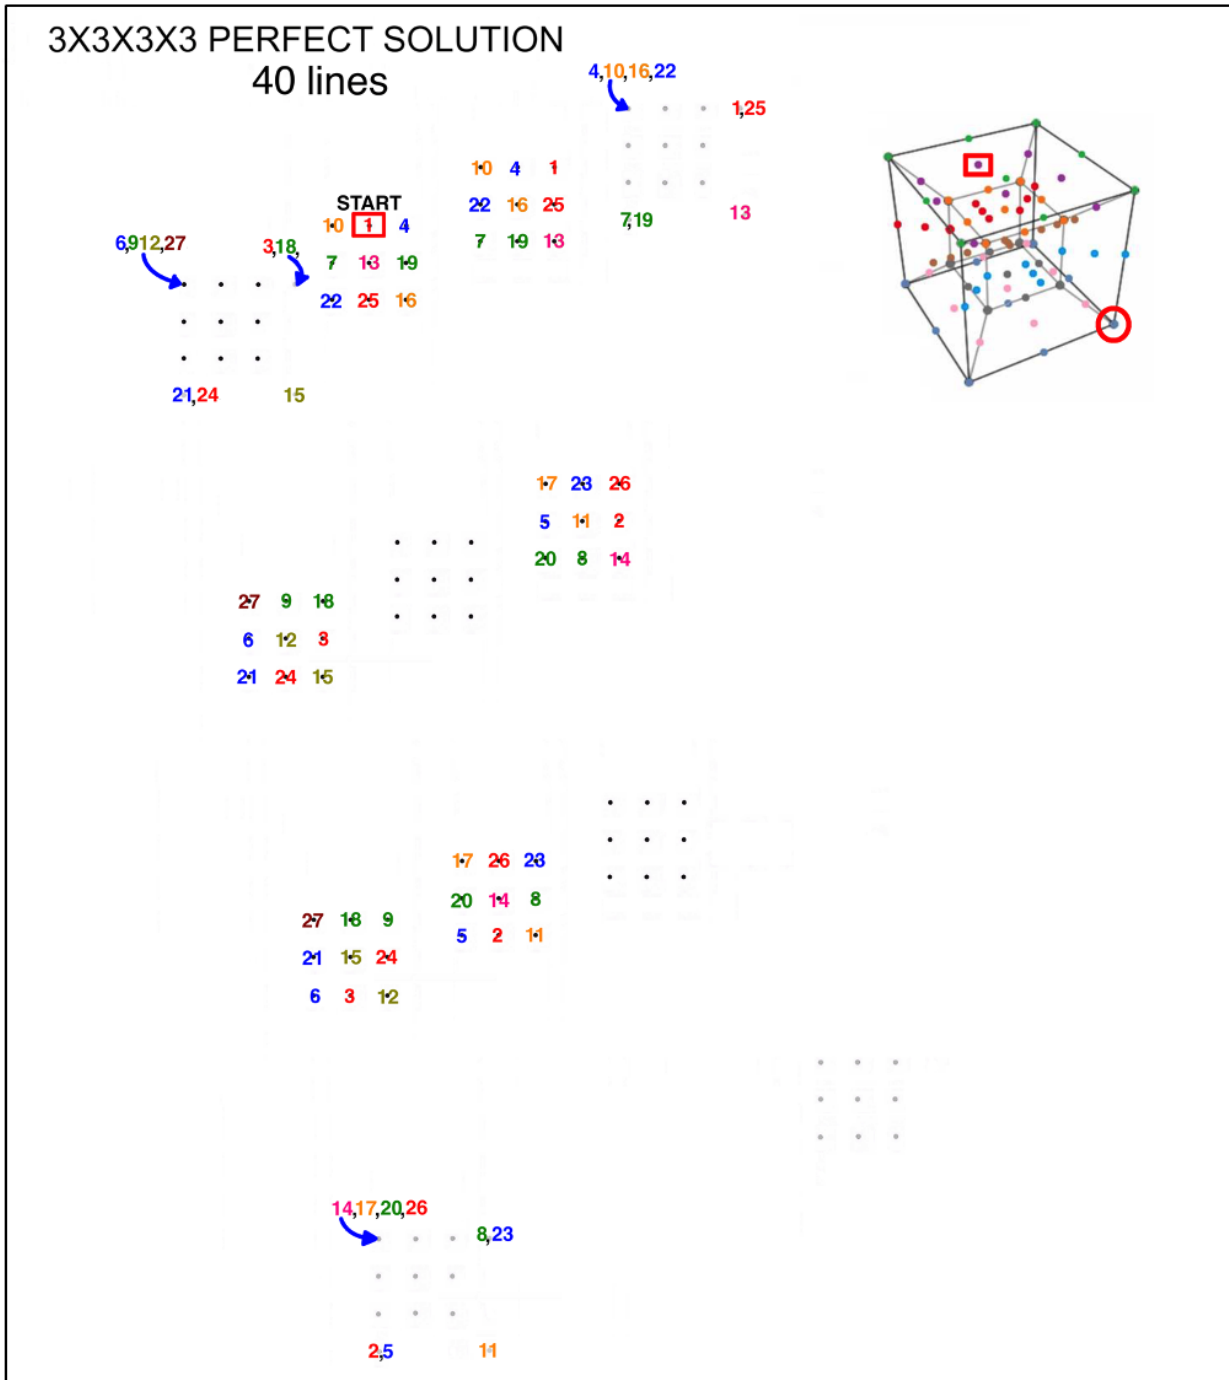 3X3X3X3 PERFECT SOLUTION
40 lines
4,10,16,22
1,25
10 4 1
START
22 16 25
10 1 4
7,19
13
6,9,12,27
3,18,
7 19 13
7 13 19
22 25 16
21,24
15
17 23 26
5 11 2
20 8 14
27 9 18
6 12 3
21 24 15
17 26 23
20 14 8
27 18 9
5 2 11
21 15 24
6 3 12
14,17,20,26
8,23
2,5
11